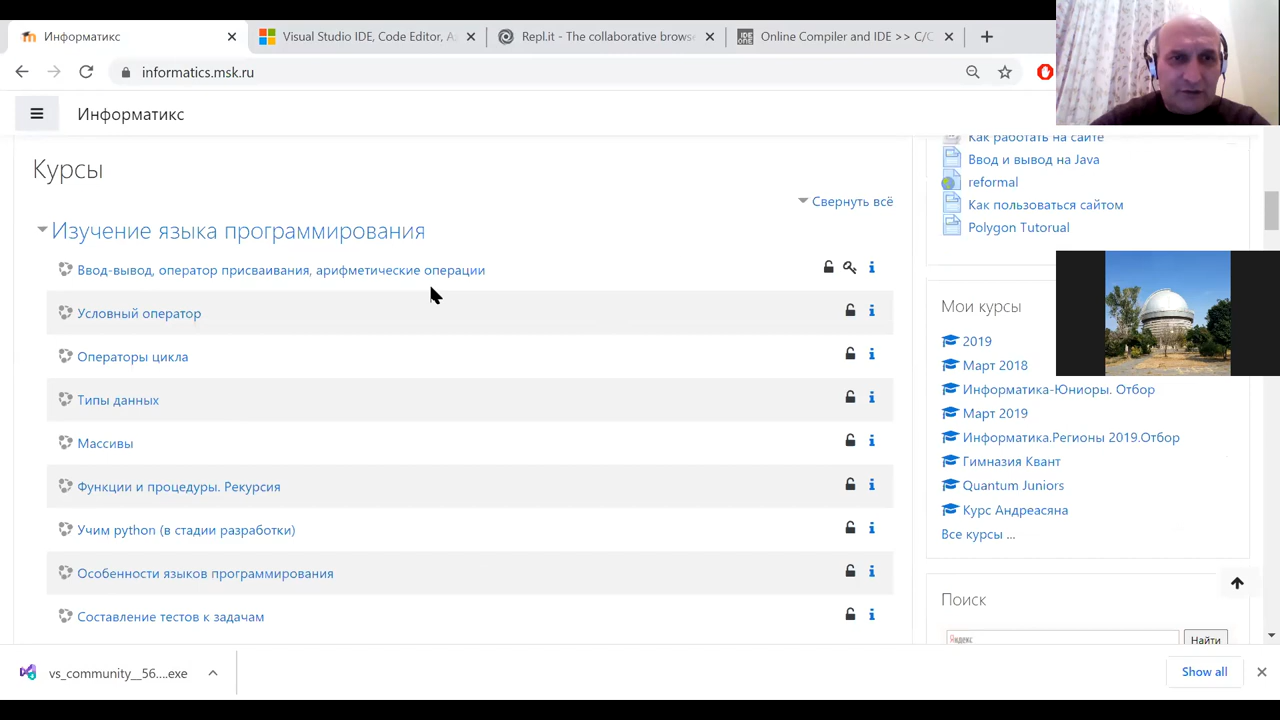 Информатикс
Visual Studio IDE, Code Editor, Az
Repl.it - The collaborative browse
Online Compiler and IDE >> C/C
informatics.msk.ru
Информатикс
Курсы
Свернуть всё
Изучение языка программирования
Ввод-вывод, оператор присваивания, арифметические операции
Условный оператор
Операторы цикла
Типы данных
Массивы
Функции и процедуры. Рекурсия
Учим python (в стадии разработки)
Особенности языков программирования
Составление тестов к задачам
Как работать на сайте
Ввод и вывод на Java
reformal
Как пользоваться сайтом
Polygon Tutorual
Мои курсы
2019
Март 2018
Информатика-Юниоры. Отбор
Март 2019
Информатика.Регионы 2019.Отбор
Гимназия Квант
Quantum Juniors
Курс Андреасяна
Все курсы ...
Поиск
Яндекс
Найти
vs_community__56....exe
Show all